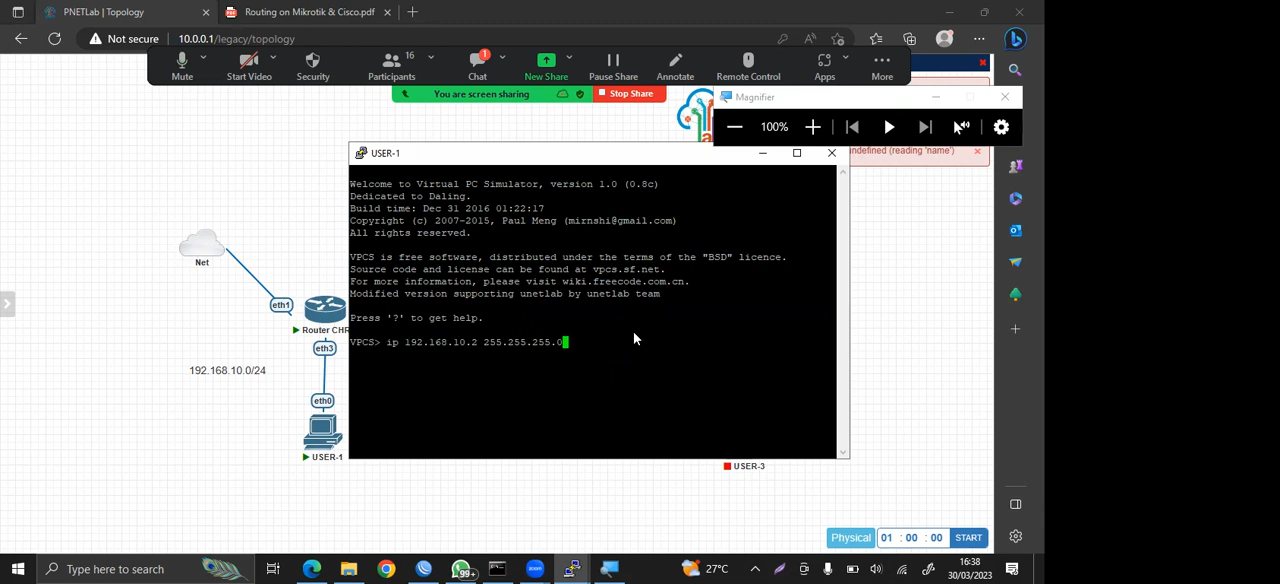 PNETLab | Topology
Routing on Mikrotik & Cisco.pdf
Not secure
10.0.0.1/legacy/topology
Mute
Start Video
Security
16
Participants
1
Chat
New Share
Pause Share
Annotate
Remote Control
Apps
More
You are screen sharing
Stop Share
Magnifier
100%
undefined (reading 'name')
USER-1
Welcome to Virtual PC Simulator, version 1.0 (0.8c)
Dedicated to Daling.
Build time: Dec 31 2016 01:22:17
Copyright (c) 2007-2015, Paul Meng (mirnshi@gmail.com)
All rights reserved.
VPCS is free software, distributed under the terms of the "BSD" licence.
Source code and license can be found at vpcs.sf.net.
For more information, please visit wiki.freecode.com.cn.
Modified version supporting unetlab by unetlab team
Press '?' to get help.
VPCS> ip 192.168.10.2 255.255.255.0
Net
eth1
Router CHR
eth3
192.168.10.0/24
eth0
USER-1
USER-3
Physical
01 : 00 : 00
START
Type here to search
99+
zoom
27°C
16:38
30/03/2023